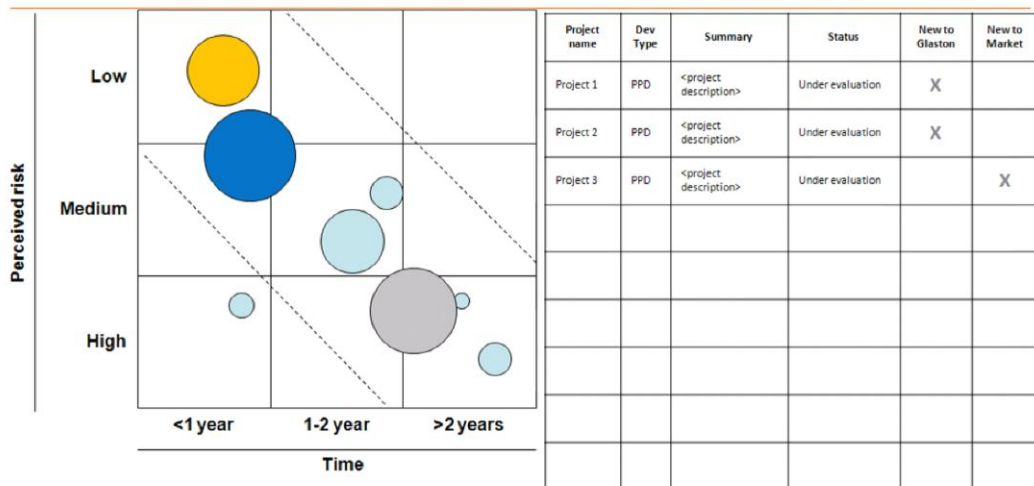 Perceived risk
Low
Medium
High
<1 year
1-2 year
>2 years
Time
Project name
Dev Type
Summary
Status
New to Glaston
New to Market
Project 1
PPD
<project description>
Under evaluation
X
Project 2
PPD
<project description>
Under evaluation
X
Project 3
PPD
<project description>
Under evaluation
X